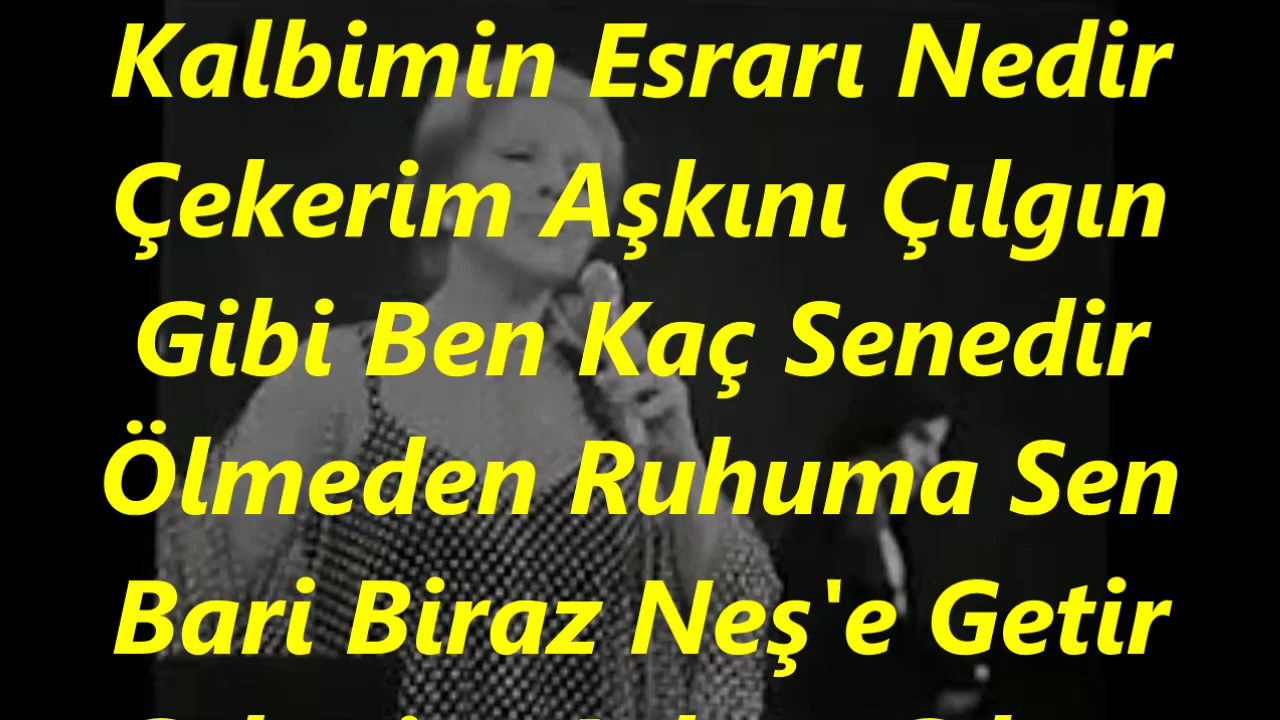 Kalbimin Esrarı Nedir
Çekerim Aşkını Çılgın
Gibi Ben Kaç Senedir
Ölmeden Ruhuma Sen
Bari Biraz Neş'e Getir